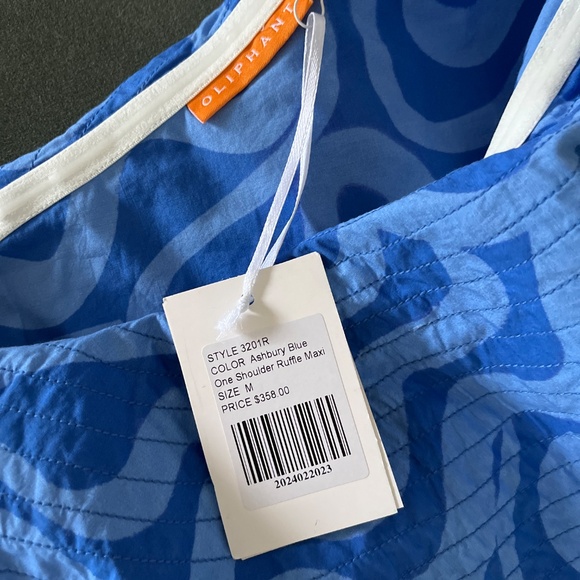 OLIPHANT
STYLE 3201R
COLOR Ashbury Blue
One Shoulder Ruffle Maxi
SIZE M
PRICE $358.00
2024022023